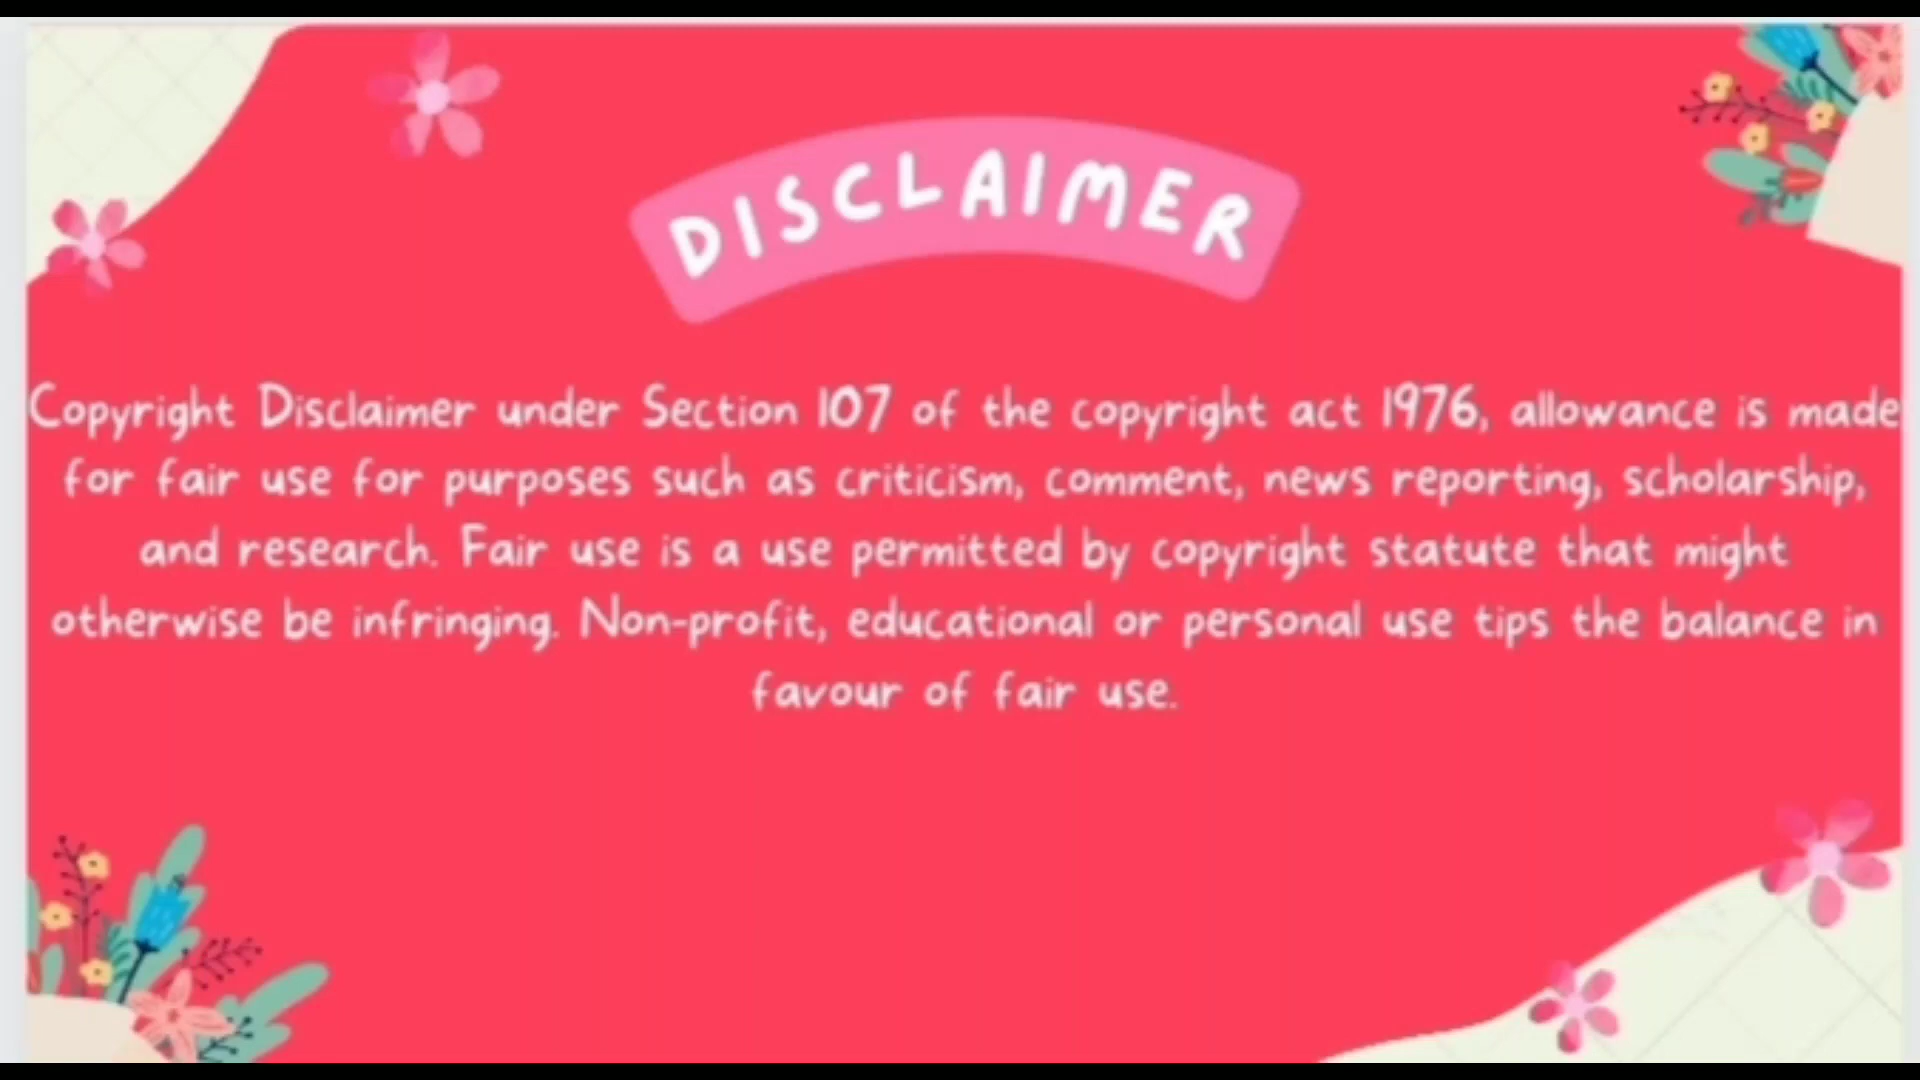 DISCLAIMER
Copyright Disclaimer under Section 107 of the copyright act 1976, allowance is made
for fair use for purposes such as criticism, comment, news reporting, scholarship,
and research. Fair use is a use permitted by copyright statute that might
otherwise be infringing. Non-profit, educational or personal use tips the balance in
favour of fair use.